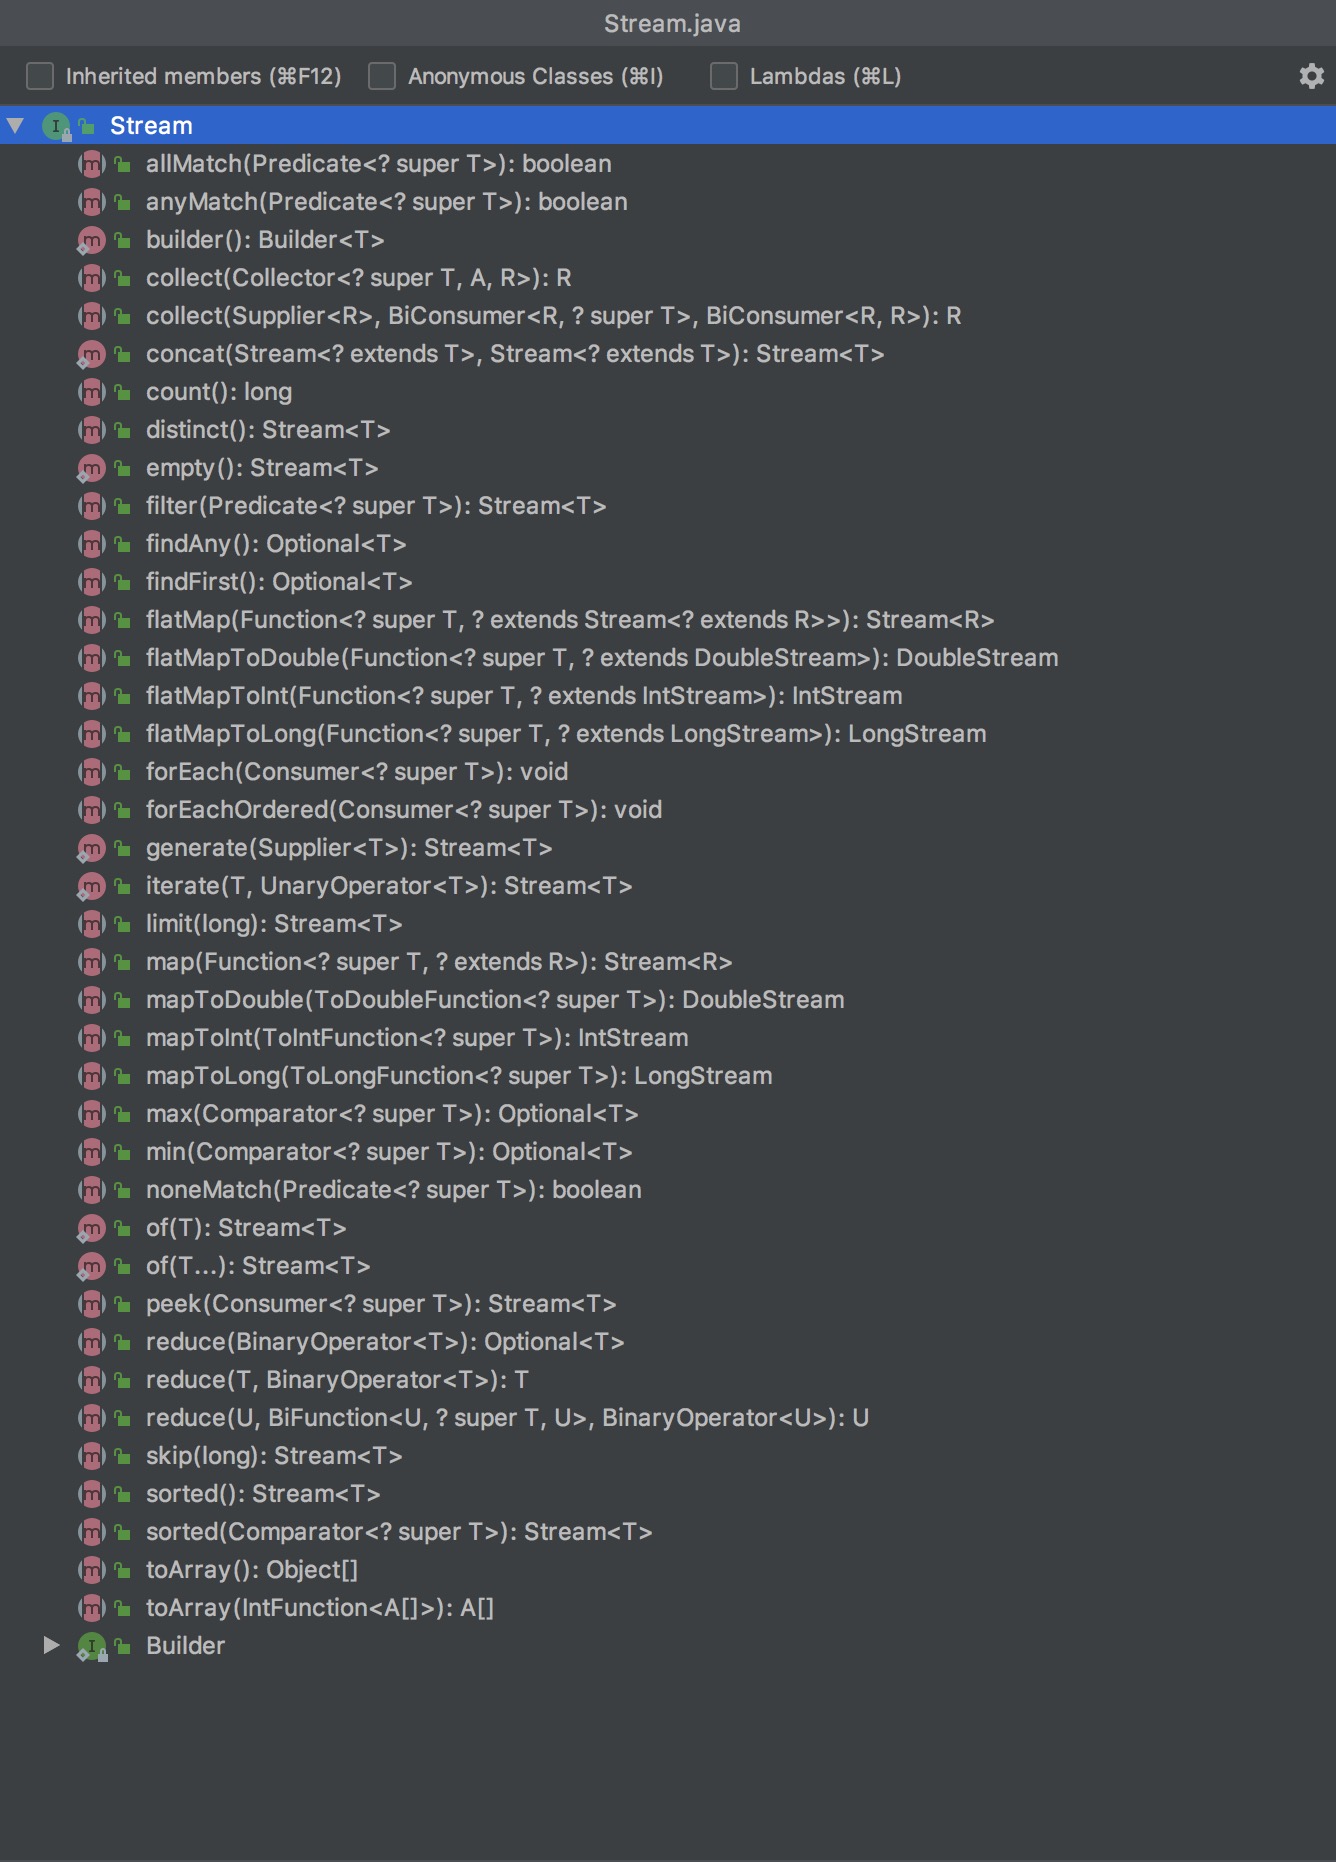 Stream.java
Inherited members (⌘F12) Anonymous Classes (⌘I) Lambdas (⌘L)
Stream
allMatch(Predicate<? super T>): boolean
anyMatch(Predicate<? super T>): boolean
builder(): Builder<T>
collect(Collector<? super T, A, R>): R
collect(Supplier<R>, BiConsumer<R, ? super T>, BiConsumer<R, R>): R
concat(Stream<? extends T>, Stream<? extends T>): Stream<T>
count(): long
distinct(): Stream<T>
empty(): Stream<T>
filter(Predicate<? super T>): Stream<T>
findAny(): Optional<T>
findFirst(): Optional<T>
flatMap(Function<? super T, ? extends Stream<? extends R>>): Stream<R>
flatMapToDouble(Function<? super T, ? extends DoubleStream>): DoubleStream
flatMapToInt(Function<? super T, ? extends IntStream>): IntStream
flatMapToLong(Function<? super T, ? extends LongStream>): LongStream
forEach(Consumer<? super T>): void
forEachOrdered(Consumer<? super T>): void
generate(Supplier<T>): Stream<T>
iterate(T, UnaryOperator<T>): Stream<T>
limit(long): Stream<T>
map(Function<? super T, ? extends R>): Stream<R>
mapToDouble(ToDoubleFunction<? super T>): DoubleStream
mapToInt(ToIntFunction<? super T>): IntStream
mapToLong(ToLongFunction<? super T>): LongStream
max(Comparator<? super T>): Optional<T>
min(Comparator<? super T>): Optional<T>
noneMatch(Predicate<? super T>): boolean
of(T): Stream<T>
of(T...): Stream<T>
peek(Consumer<? super T>): Stream<T>
reduce(BinaryOperator<T>): Optional<T>
reduce(T, BinaryOperator<T>): T
reduce(U, BiFunction<U, ? super T, U>, BinaryOperator<U>): U
skip(long): Stream<T>
sorted(): Stream<T>
sorted(Comparator<? super T>): Stream<T>
toArray(): Object[]
toArray(IntFunction<A[]>): A[]
Builder